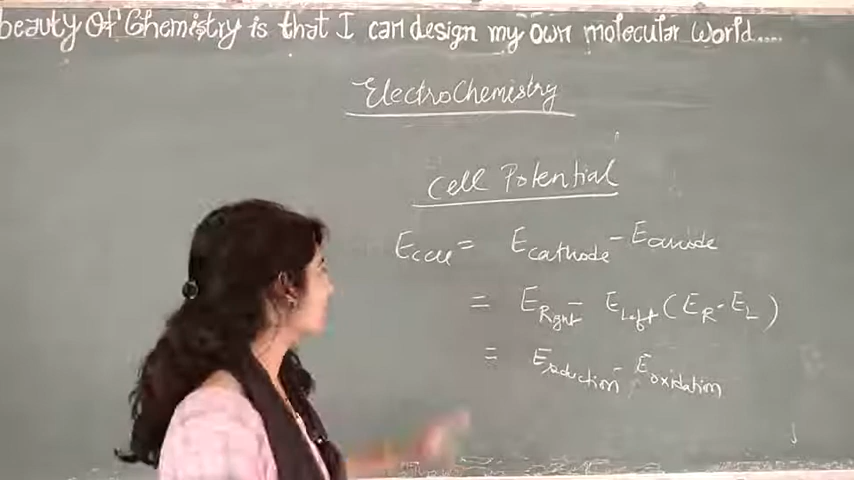 beauty Of Chemistry is that I can design my own molecular World....
ElectroChemistry
Cell Potential
Ecell = Ecathode - Eanode
= ERight - ELeft (ER - EL)
= Ereduction - Eoxidation